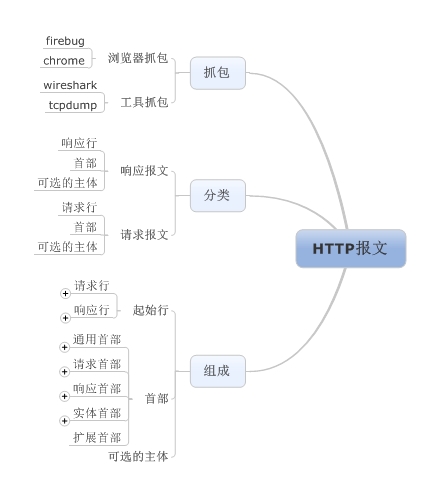 firebug
chrome
浏览器抓包
wireshark
tcpdump
工具抓包
抓包
响应行
首部
可选的主体
响应报文
请求行
首部
可选的主体
请求报文
分类
HTTP报文
请求行
响应行
起始行
通用首部
请求首部
响应首部
实体首部
扩展首部
首部
可选的主体
组成